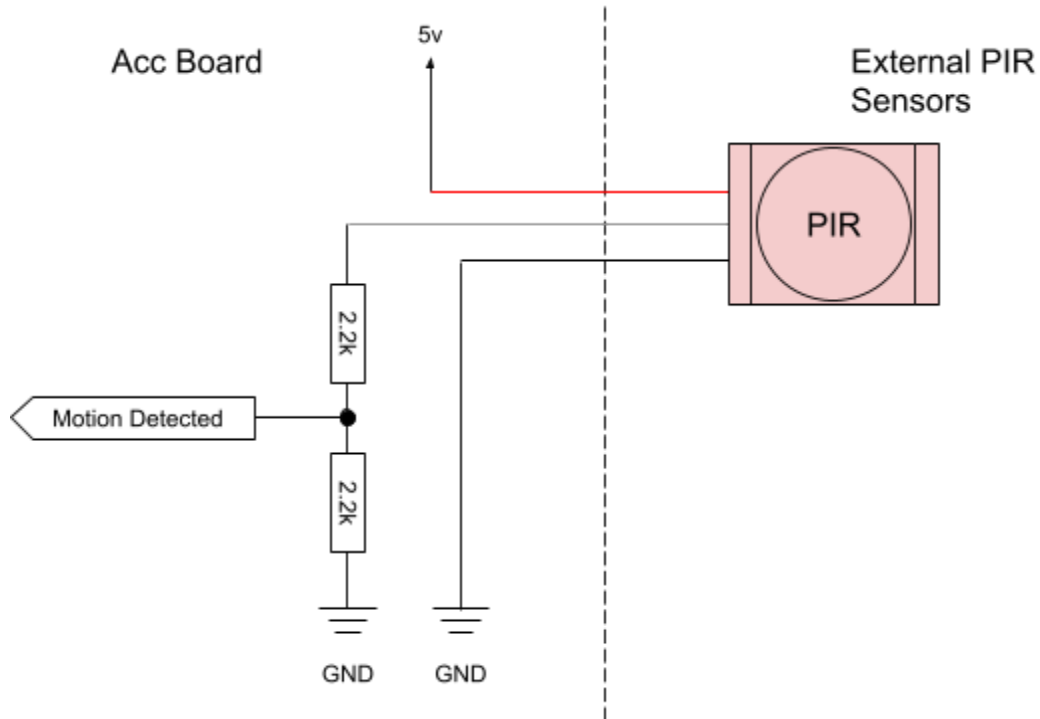 5v
Acc Board
External PIR
Sensors
PIR
2.2k
Motion Detected
2.2k
GND
GND